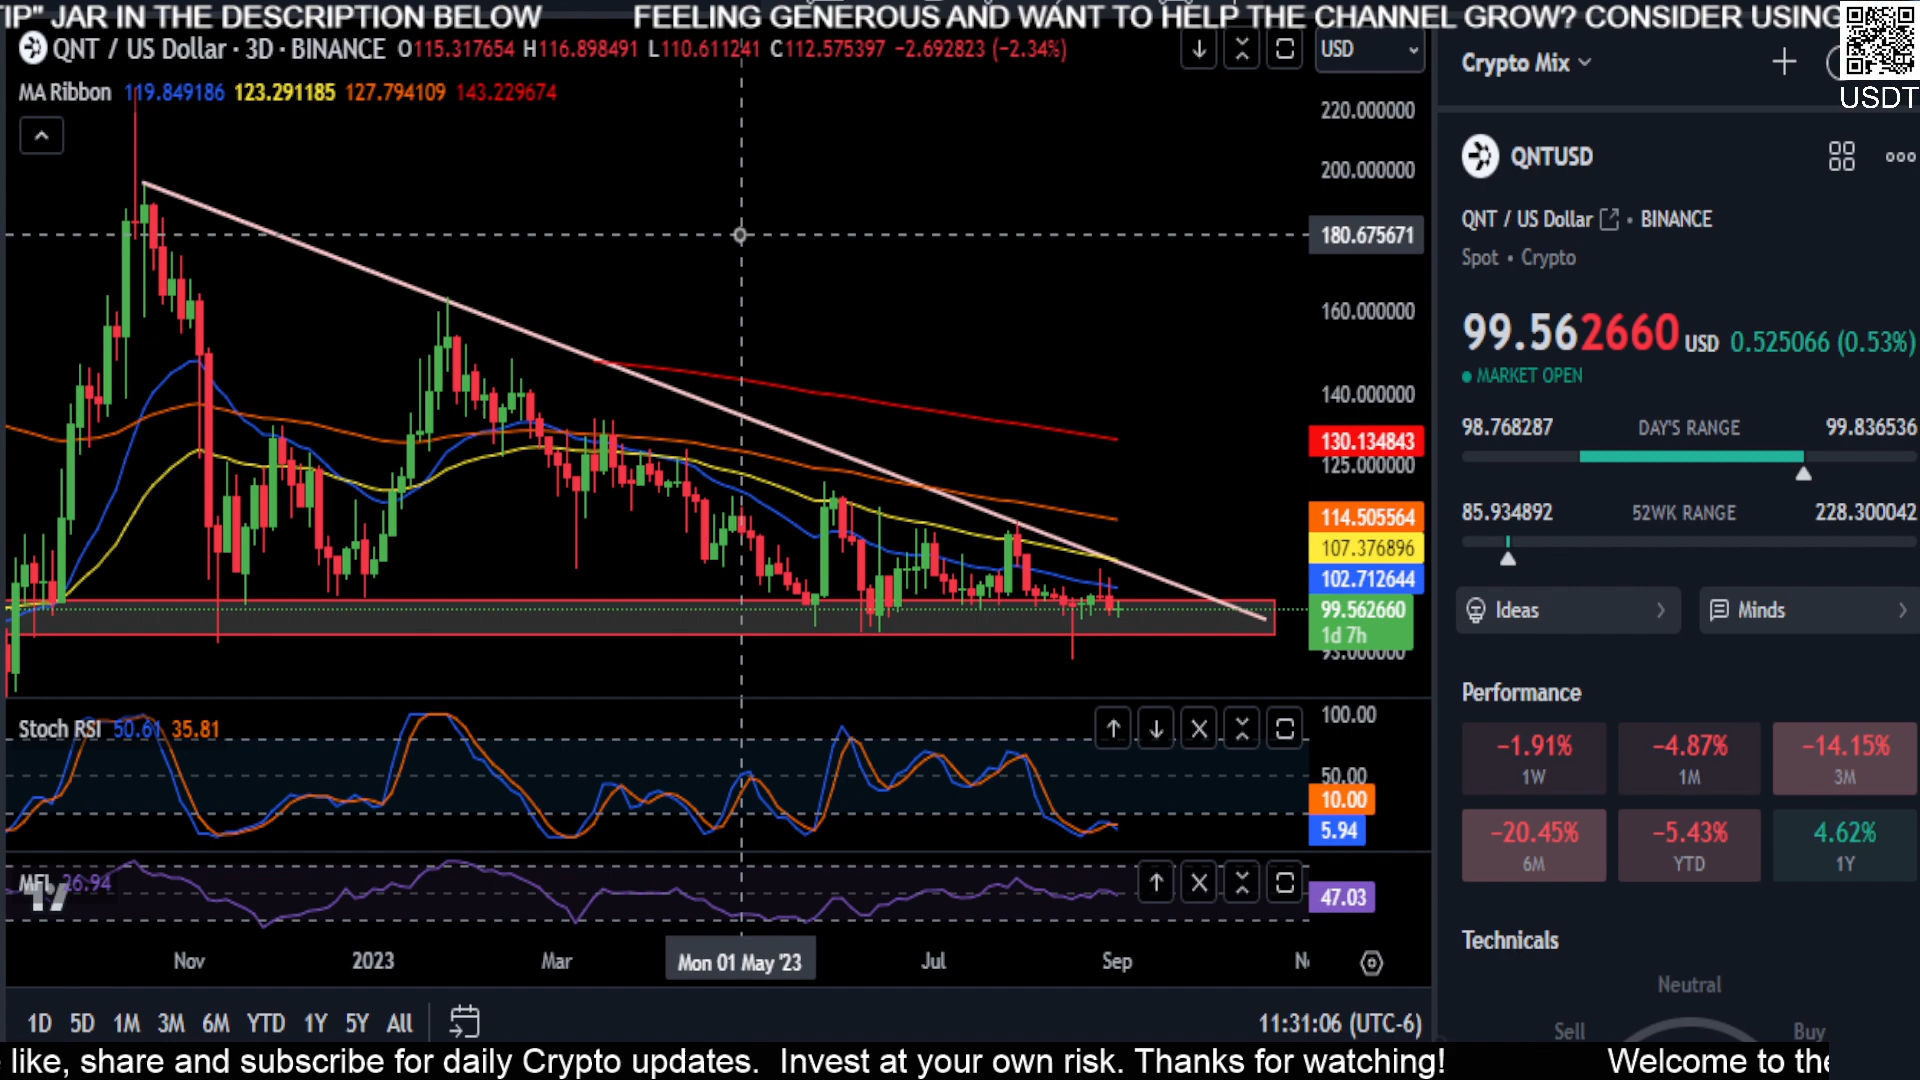 TIP" JAR IN THE DESCRIPTION BELOW FEELING GENEROUS AND WANT TO HELP THE CHANNEL GROW? CONSIDER USING
QNT / US Dollar · 3D · BINANCE O115.317654 H116.898491 L110.611241 C112.575397 −2.692823 (−2.34%)
USD
Crypto Mix
USDT
MA Ribbon 119.849186 123.291185 127.794109 143.229674
220.000000
200.000000
180.675671
160.000000
140.000000
130.134843
125.000000
114.505564
107.376896
102.712644
99.562660
1d 7h
93.000000
QNTUSD
QNT / US Dollar • BINANCE
Spot • Crypto
99.562660 USD 0.525066 (0.53%)
MARKET OPEN
98.768287 DAY'S RANGE 99.836536
85.934892 52WK RANGE 228.300042
Ideas
Minds
Performance
−1.91% −4.87% −14.15%
1W 1M 3M
−20.45% −5.43% 4.62%
6M YTD 1Y
Technicals
Neutral
Sell Buy
Stoch RSI 50.61 35.81
100.00
50.00
10.00
5.94
MFI 26.94
47.03
Nov 2023 Mar Mon 01 May '23 Jul Sep
1D 5D 1M 3M 6M YTD 1Y 5Y All
11:31:06 (UTC-6)
like, share and subscribe for daily Crypto updates. Invest at your own risk. Thanks for watching! Welcome to the